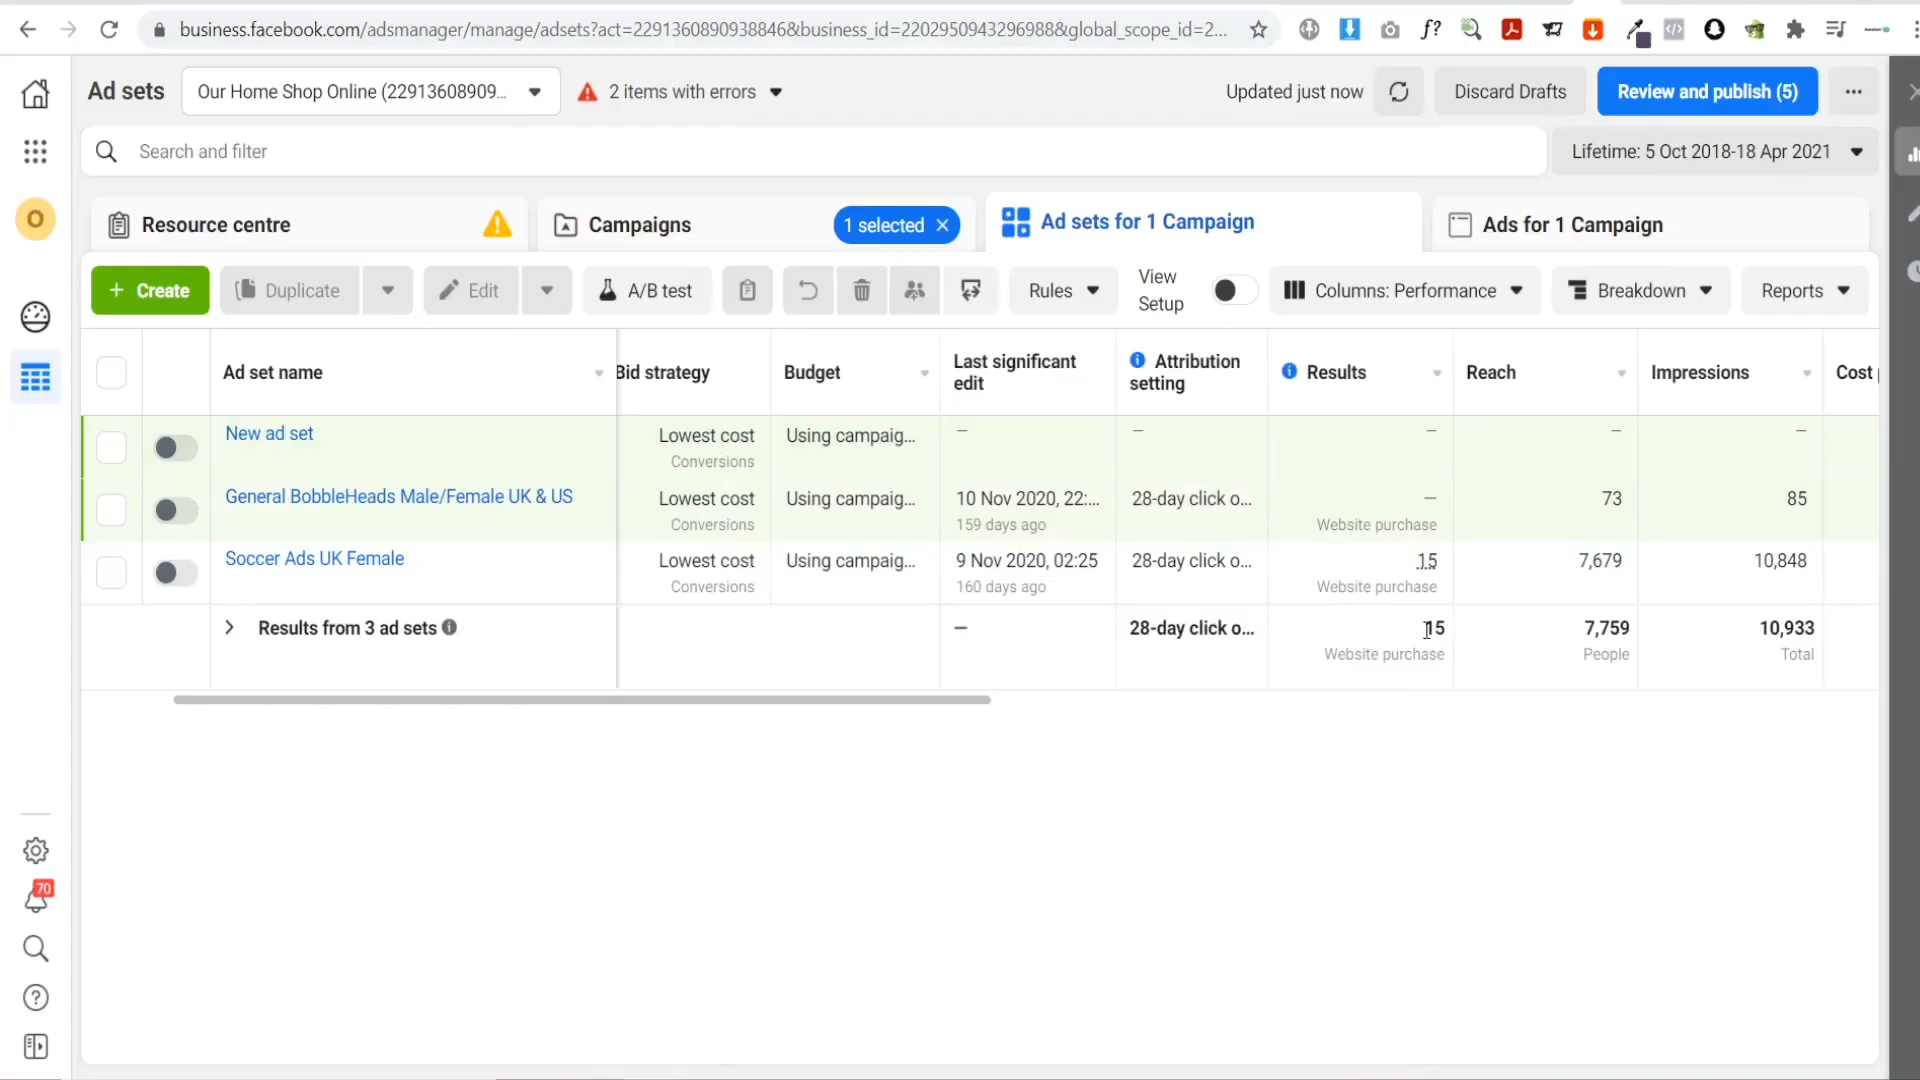 business.facebook.com/adsmanager/manage/adsets?act=2291360890938846&business_id=2202950943296988&global_scope_id=2...
f?
Ad sets
Our Home Shop Online (22913608909...
2 items with errors
Updated just now
Discard Drafts
Review and publish (5)
Search and filter
Lifetime: 5 Oct 2018-18 Apr 2021
O
Resource centre
Campaigns
1 selected
Ad sets for 1 Campaign
Ads for 1 Campaign
+ Create
Duplicate
Edit
A/B test
Rules
View
Setup
Columns: Performance
Breakdown
Reports
Ad set name
Bid strategy
Budget
Last significant
edit
Attribution
setting
Results
Reach
Impressions
Cost
New ad set
Lowest cost
Conversions
Using campaig...
—
—
—
—
—
General BobbleHeads Male/Female UK & US
Lowest cost
Conversions
Using campaig...
10 Nov 2020, 22:...
159 days ago
28-day click o...
—
Website purchase
73
85
Soccer Ads UK Female
Lowest cost
Conversions
Using campaig...
9 Nov 2020, 02:25
160 days ago
28-day click o...
15
Website purchase
7,679
10,848
Results from 3 ad sets
—
28-day click o...
15
Website purchase
7,759
People
10,933
Total
70